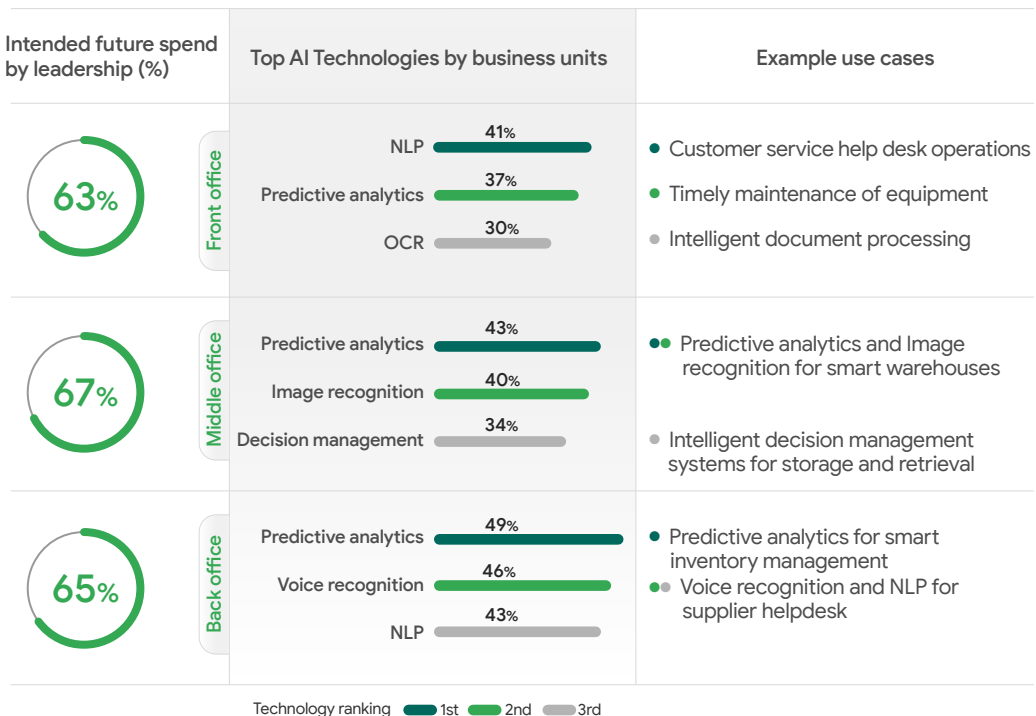 Intended future spend
by leadership (%)
Top AI Technologies by business units
Example use cases
63%
Front office
NLP
41%
Predictive analytics
37%
OCR
30%
Customer service help desk operations
Timely maintenance of equipment
Intelligent document processing
67%
Middle office
Predictive analytics
43%
Image recognition
40%
Decision management
34%
Predictive analytics and Image
recognition for smart warehouses
Intelligent decision management
systems for storage and retrieval
65%
Back office
Predictive analytics
49%
Voice recognition
46%
NLP
43%
Predictive analytics for smart
inventory management
Voice recognition and NLP for
supplier helpdesk
Technology ranking 1st 2nd 3rd